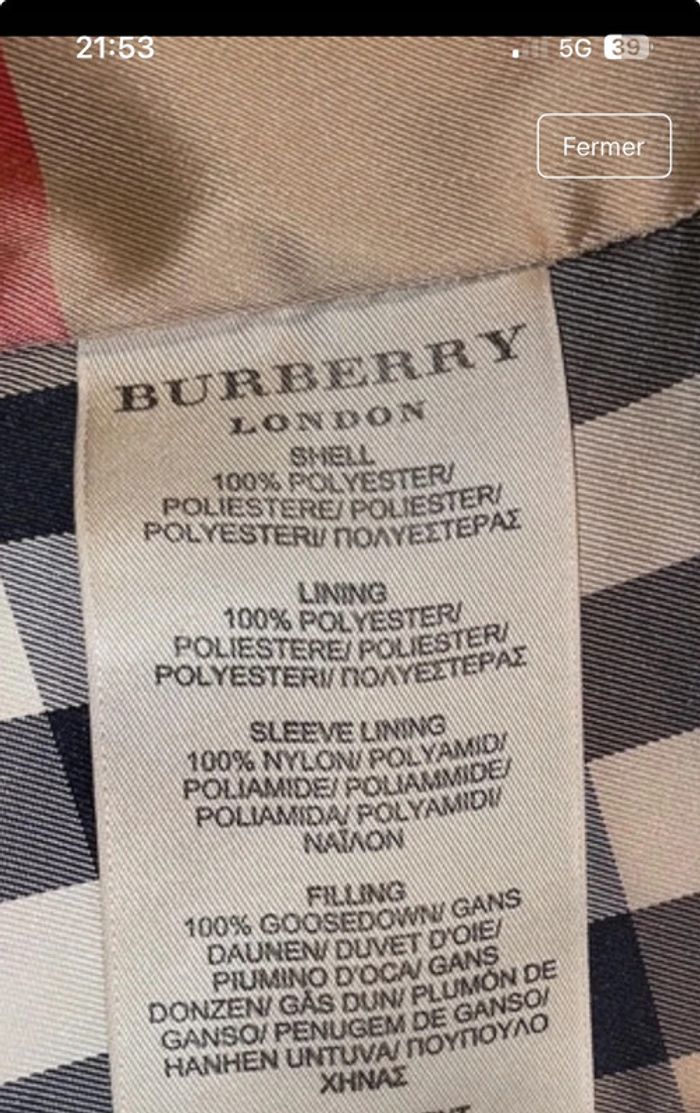 21:53
5G 39
Fermer
BURBERRY
LONDON
SHELL
100% POLYESTER/
POLIESTERE/ POLIESTER/
POLYESTERI/ ΠΟΛΥΕΣΤΕΡΑΣ
LINING
100% POLYESTER/
POLIESTERE/ POLIESTER/
POLYESTERI/ ΠΟΛΥΕΣΤΕΡΑΣ
SLEEVE LINING
100% NYLON/ POLYAMID/
POLIAMIDE/ POLIAMMIDE/
POLIAMIDA/ POLYAMIDI/
ΝΑΪΛΟΝ
FILLING
100% GOOSEDOWN/ GANS
DAUNEN/ DUVET D'OIE/
PIUMINO D'OCA/ GANS
DONZEN/ GÅS DUN/ PLUMÓN DE
GANSO/ PENUGEM DE GANSO/
HANHEN UNTUVA/ ΠΟΥΠΟΥΛΟ
ΧΗΝΑΣ